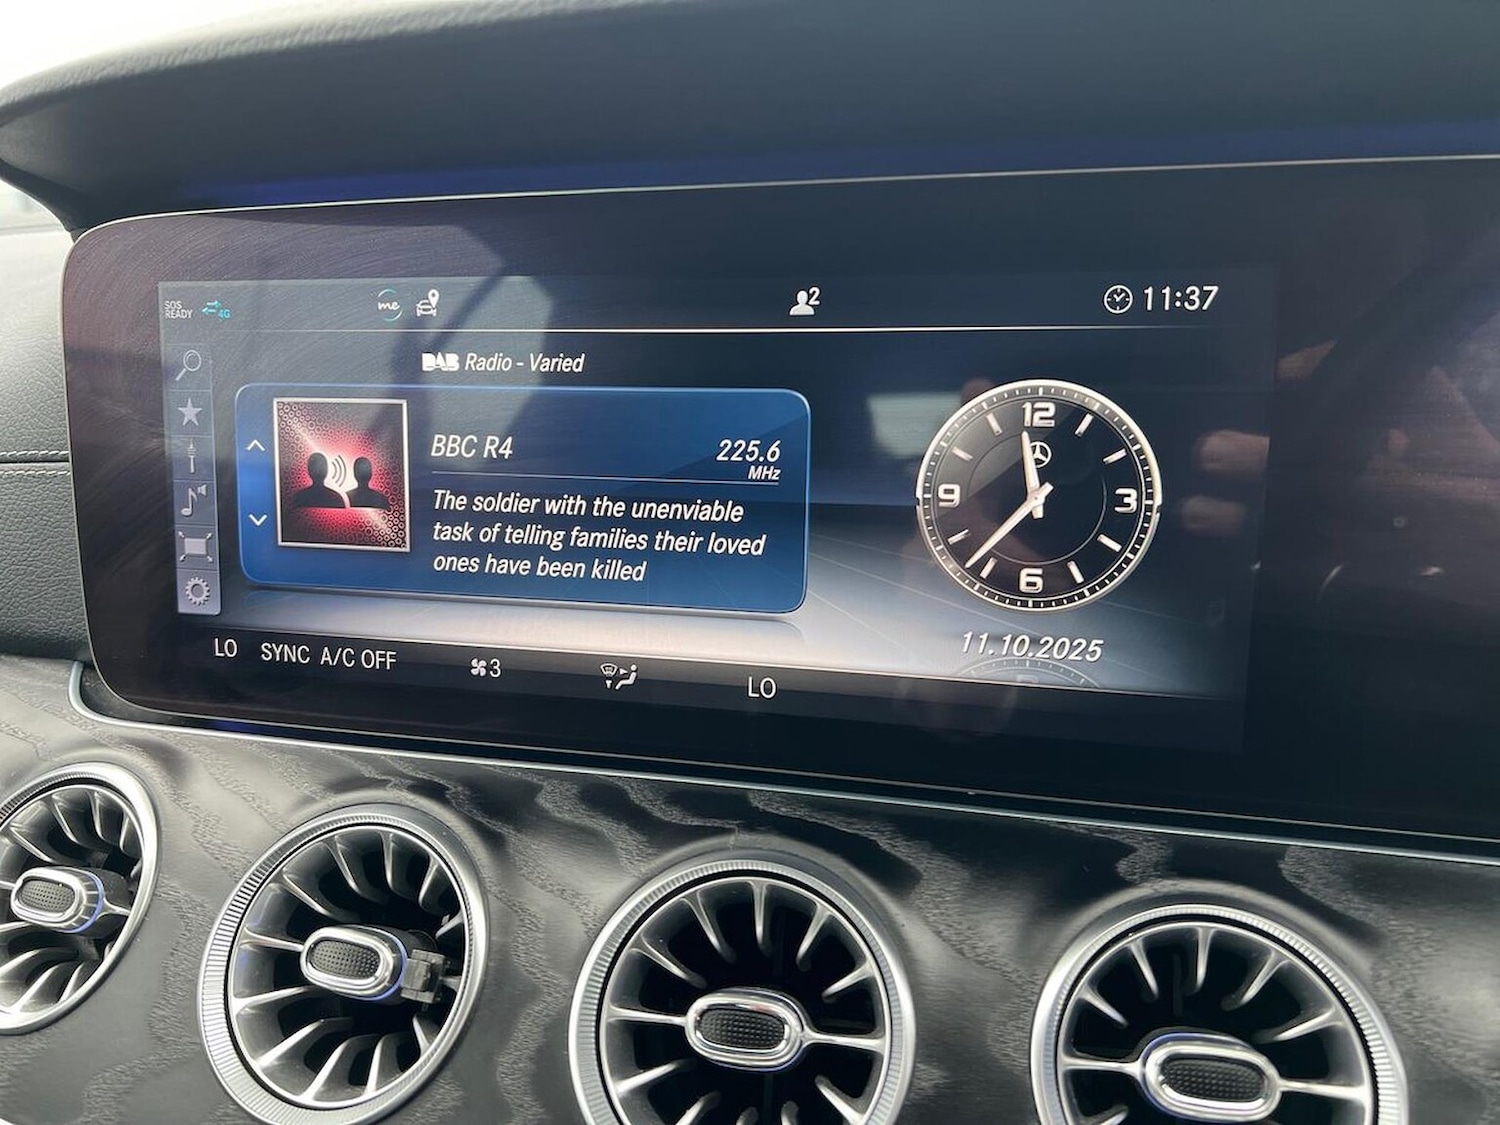 SOS
READY
4G
me
2
11:37
DAB Radio - Varied
BBC R4
225.6
MHz
The soldier with the unenviable
task of telling families their loved
ones have been killed
12
9
3
6
11.10.2025
LO
SYNC A/C OFF
3
LO